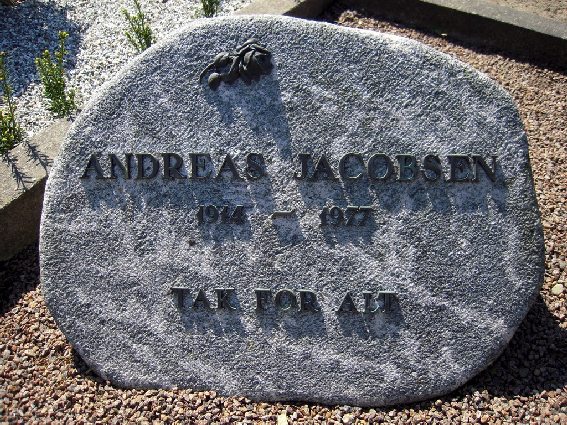 ANDREAS JACOBSEN
1914 – 1977
TAK FOR ALT